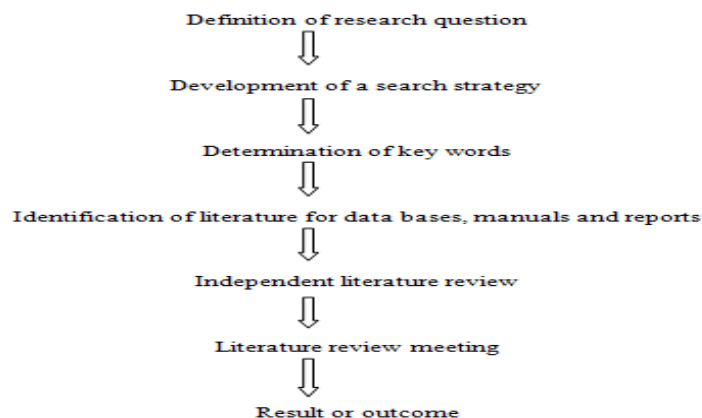 Definition of research question
Development of a search strategy
Determination of key words
Identification of literature for data bases, manuals and reports
Independent literature review
Literature review meeting
Result or outcome